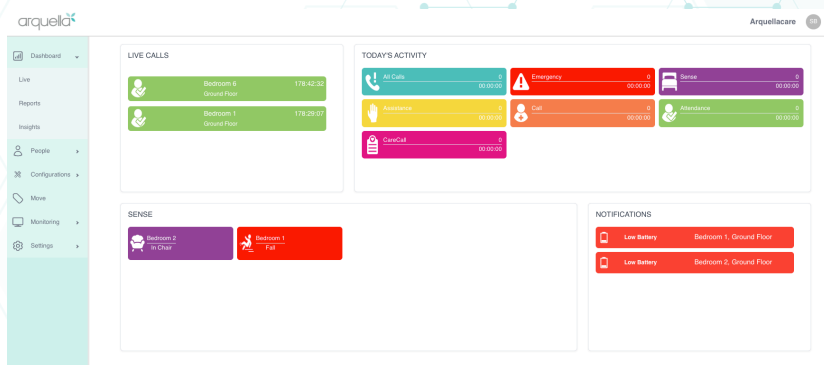 arquella
Arquellacare SB
Dashboard
Live
Reports
Insights
People
Configurations
Move
Monitoring
Settings
LIVE CALLS
Bedroom 6 178:42:32
Ground Floor
Bedroom 1 178:29:07
Ground Floor
TODAY'S ACTIVITY
All Calls 0
00:00:00
Emergency 0
00:00:00
Sense 0
00:00:00
Assistance 0
00:00:00
Call 0
00:00:00
Attendance 0
00:00:00
CareCall 0
00:00:00
SENSE
Bedroom 2
In Chair
Bedroom 1
Fall
NOTIFICATIONS
Low Battery Bedroom 1, Ground Floor
Low Battery Bedroom 2, Ground Floor